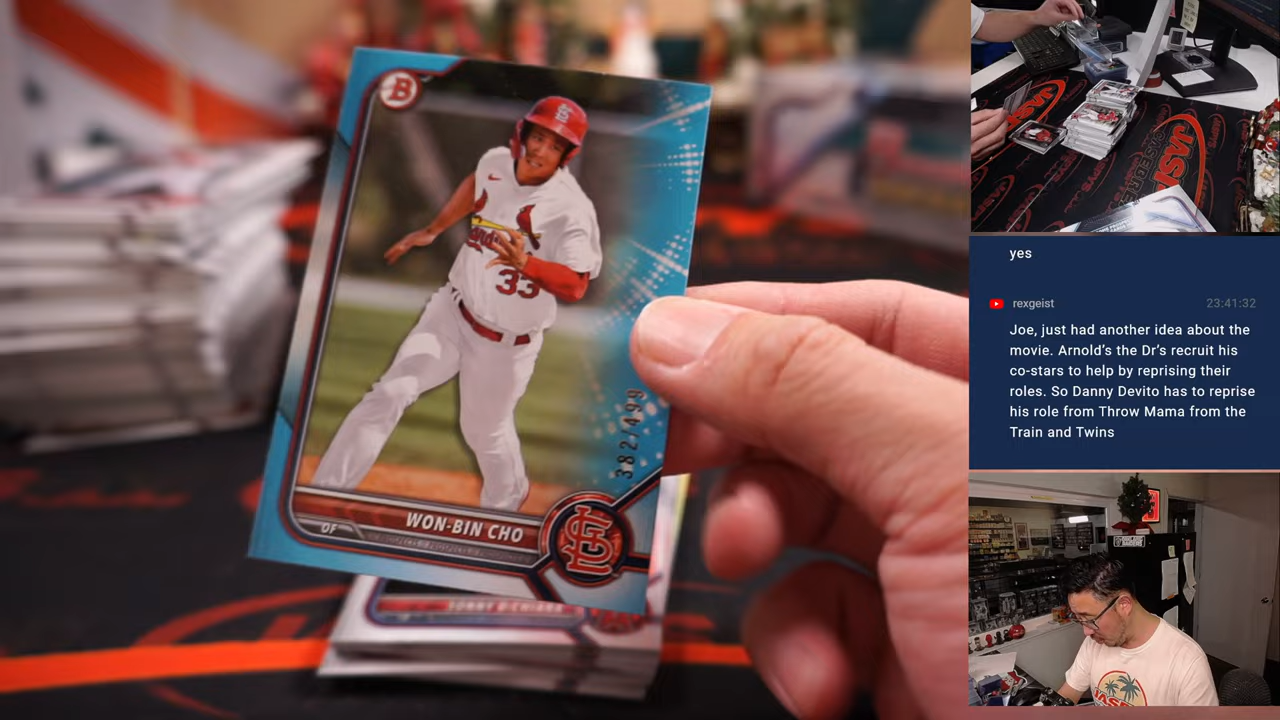 B
33
382/499
OF
WON-BIN CHO
yes
rexgeist
23:41:32
Joe, just had another idea about the
movie. Arnold's the Dr's recruit his
co-stars to help by reprising their
roles. So Danny Devito has to reprise
his role from Throw Mama from the
Train and Twins
JASPY'S